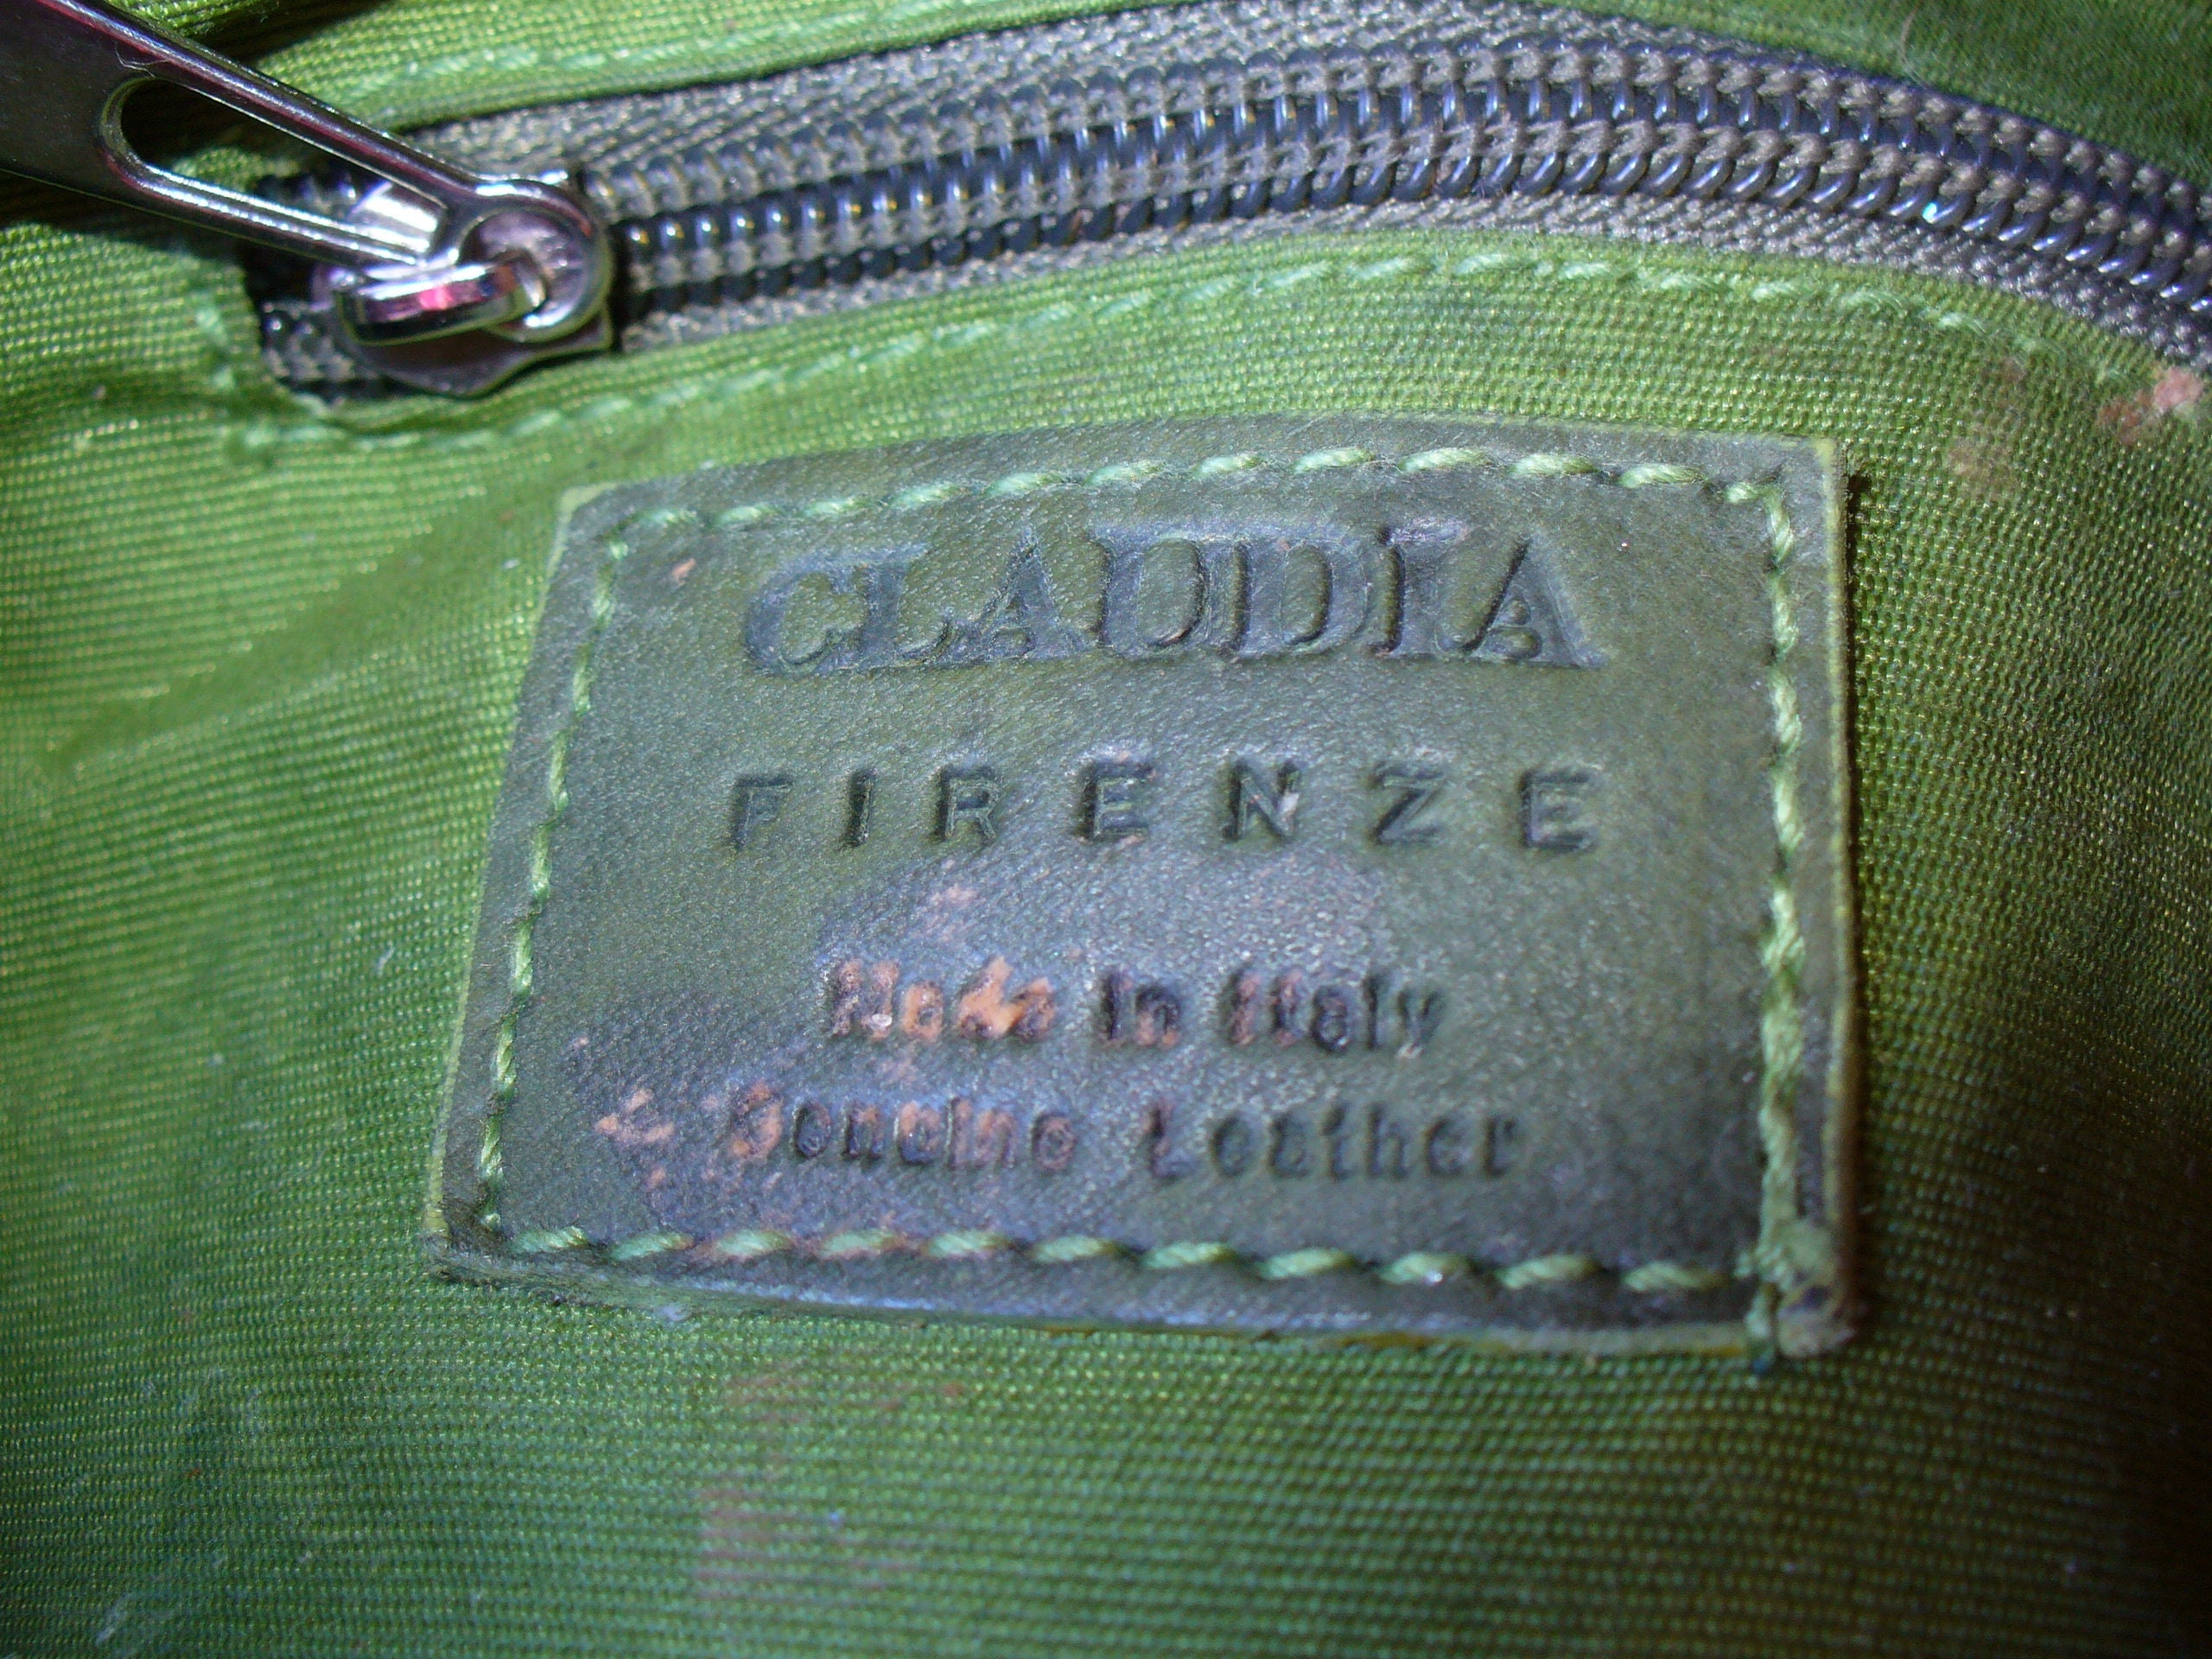 CLAUDIA
FIRENZE
Made in Italy
Genuine Leather